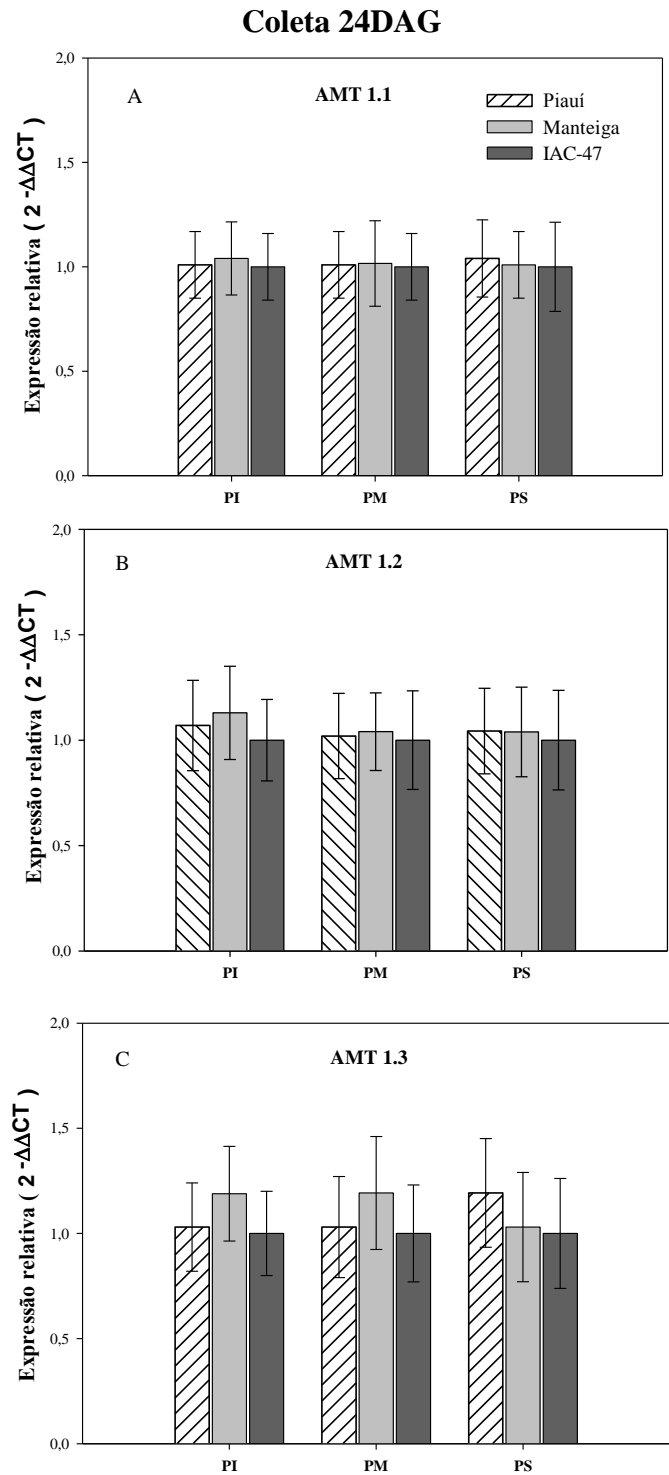 Coleta 24DAG
A
AMT 1.1
Piauí
Manteiga
IAC-47
Expressão relativa ( 2 -ΔΔCT )
2,0
1,5
1,0
0,5
0,0
PI PM PS
B
AMT 1.2
Expressão relativa ( 2 -ΔΔCT )
2,0
1,5
1,0
0,5
0,0
PI PM PS
C
AMT 1.3
Expressão relativa ( 2 -ΔΔCT )
2,0
1,5
1,0
0,5
0,0
PI PM PS